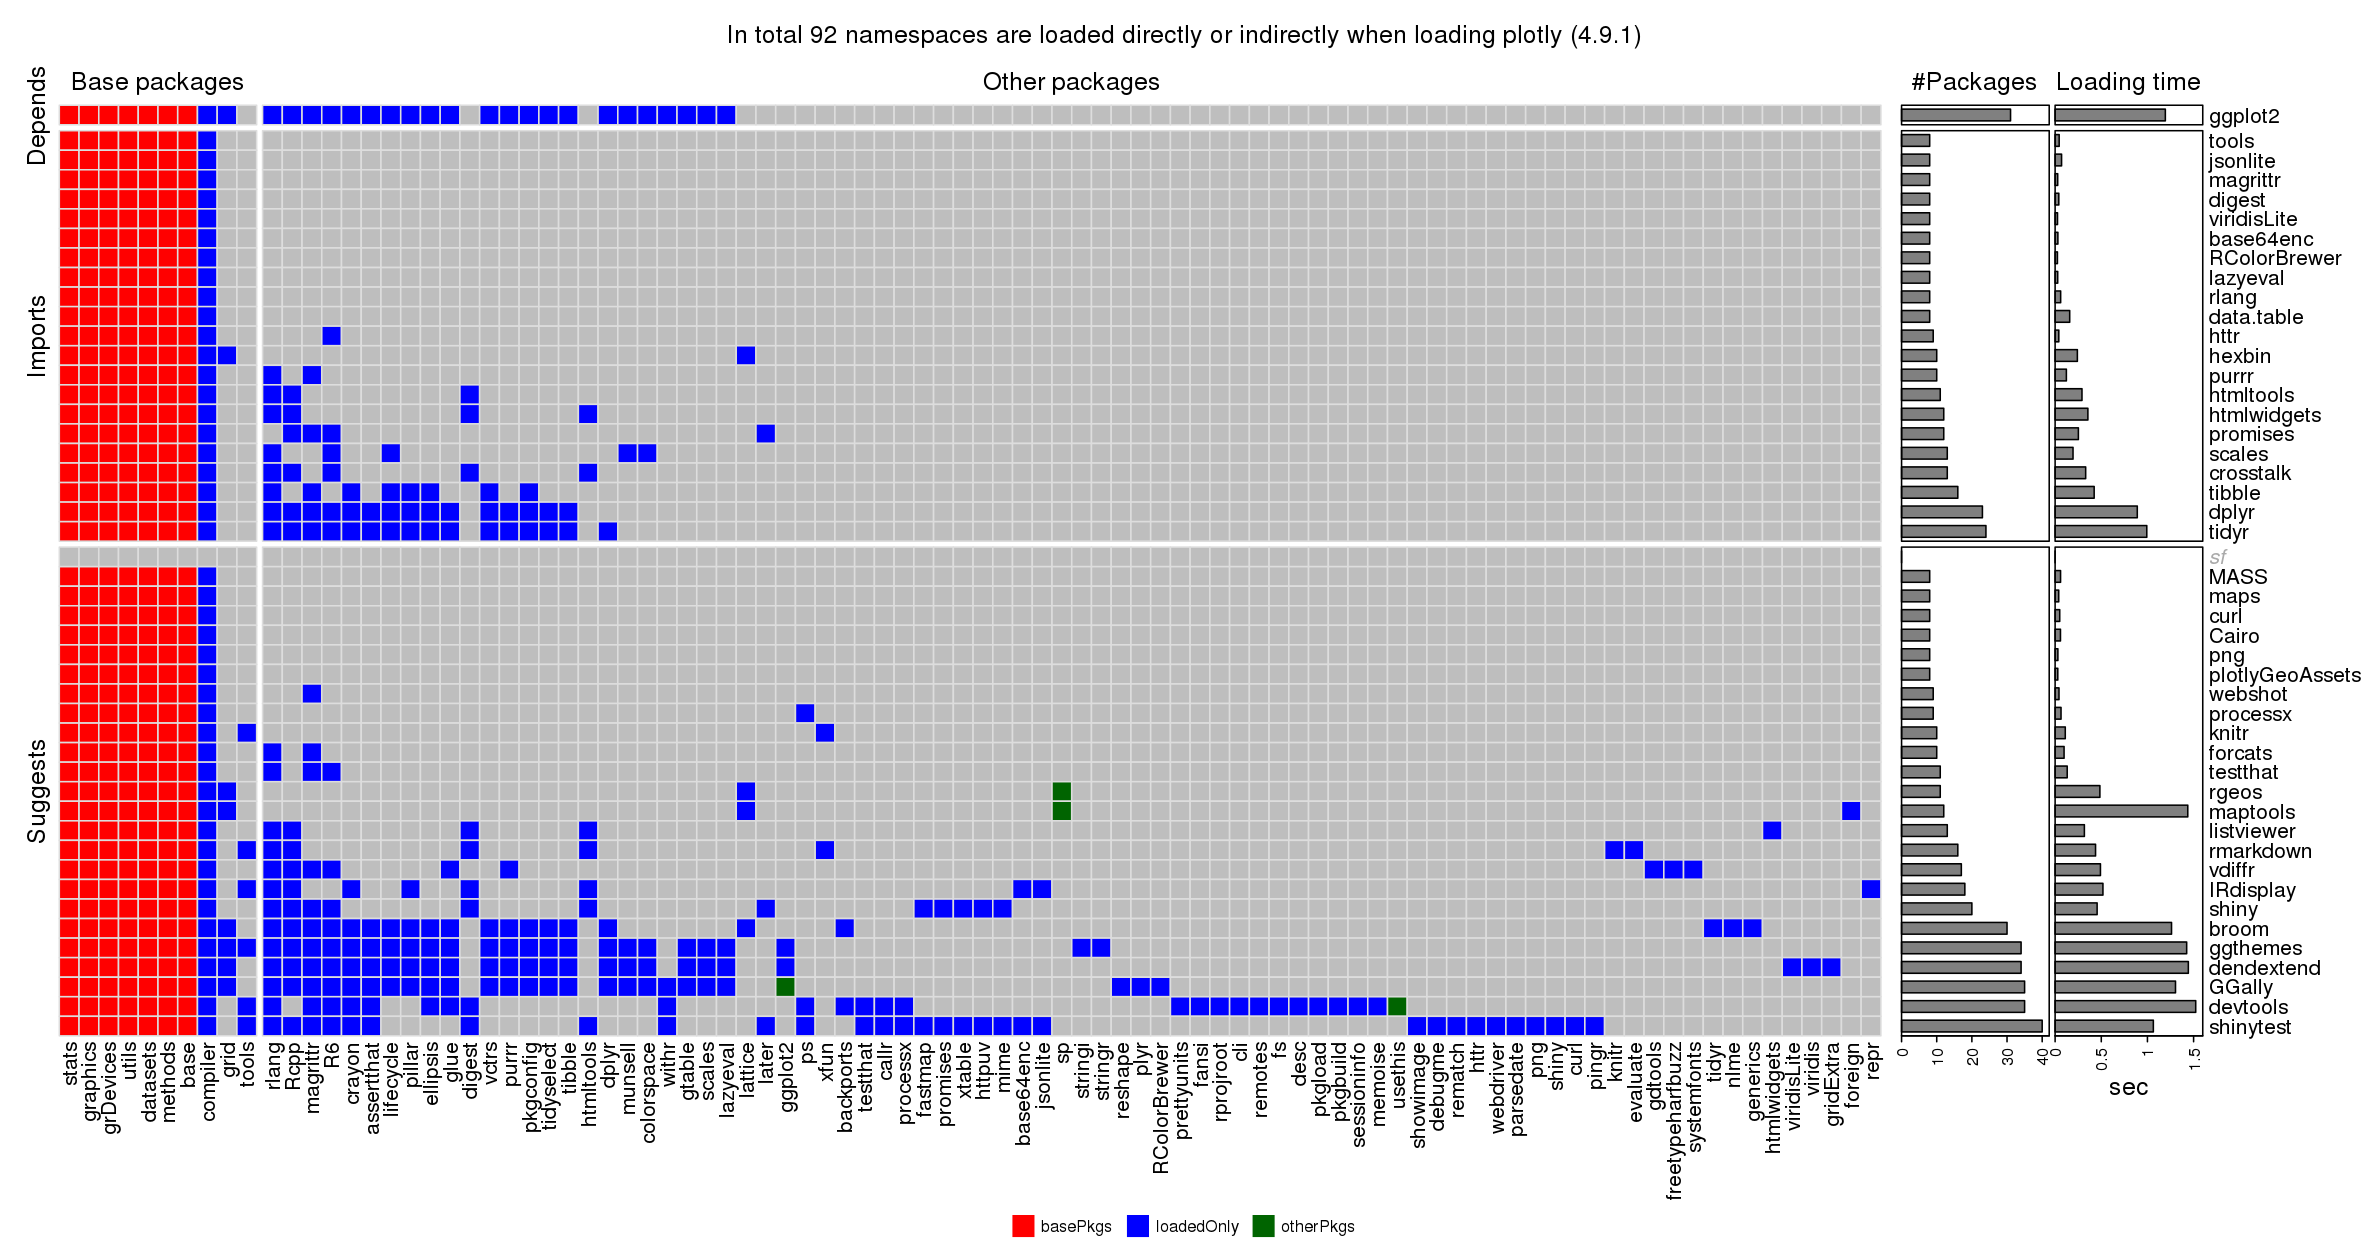 In total 92 namespaces are loaded directly or indirectly when loading plotly (4.9.1)
Base packages
Other packages
#Packages
Loading time
Depends
Imports
Suggests
ggplot2
tools
jsonlite
magrittr
digest
viridisLite
base64enc
RColorBrewer
lazyeval
rlang
data.table
httr
hexbin
purrr
htmltools
htmlwidgets
promises
scales
crosstalk
tibble
dplyr
tidyr
sf
MASS
maps
curl
Cairo
png
plotlyGeoAssets
webshot
processx
knitr
forcats
testthat
rgeos
maptools
listviewer
rmarkdown
vdiffr
IRdisplay
shiny
broom
ggthemes
dendextend
GGally
devtools
shinytest
stats
graphics
grDevices
utils
datasets
methods
base
compiler
grid
tools
rlang
Rcpp
magrittr
R6
crayon
assertthat
lifecycle
pillar
ellipsis
glue
digest
vctrs
purrr
pkgconfig
tidyselect
tibble
htmltools
dplyr
munsell
colorspace
withr
gtable
scales
lazyeval
lattice
later
ggplot2
ps
xfun
backports
testthat
callr
processx
fastmap
promises
xtable
httpuv
mime
base64enc
jsonlite
sp
stringi
stringr
reshape
plyr
RColorBrewer
prettyunits
fansi
rprojroot
cli
remotes
fs
desc
pkgload
pkgbuild
sessioninfo
memoise
usethis
showimage
debugme
rematch
httr
webdriver
parsedate
png
shiny
curl
pingr
knitr
evaluate
gdtools
freetypeharfbuzz
systemfonts
tidyr
nlme
generics
htmlwidgets
viridisLite
viridis
gridExtra
foreign
repr
0
10
20
30
40
0
0.5
1
1.5
sec
basePkgs
loadedOnly
otherPkgs